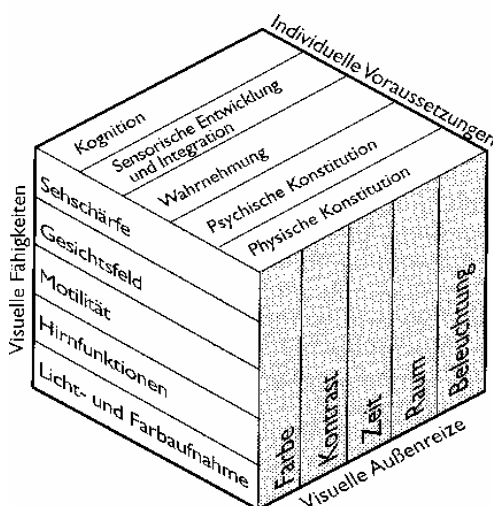 Individuelle Voraussetzungen
Kognition
Sensorische Entwicklung
und Integration
Wahrnehmung
Psychische Konstitution
Physische Konstitution
Visuelle Fähigkeiten
Sehschärfe
Gesichtsfeld
Motilität
Hirnfunktionen
Licht- und Farbaufnahme
Farbe
Kontrast
Zeit
Raum
Beleuchtung
Visuelle Außenreize